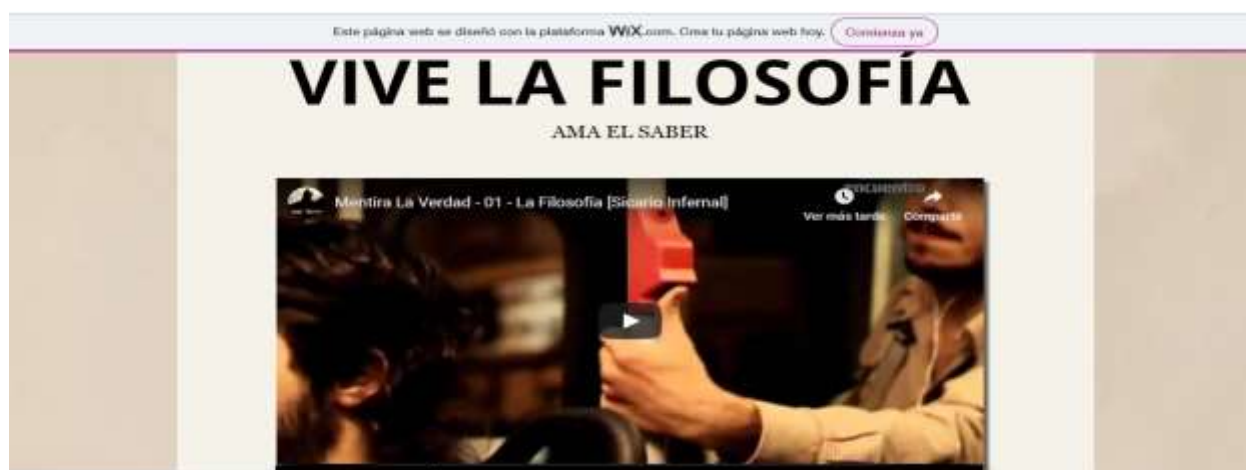 Este página web se diseñó con la plataforma WiX.com. Crea tu página web hoy. Comienza ya
VIVE LA FILOSOFÍA
AMA EL SABER
encuentro
Mentira La Verdad - 01 - La Filosofía [Sicario Infernal]
Ver más tarde Compartir